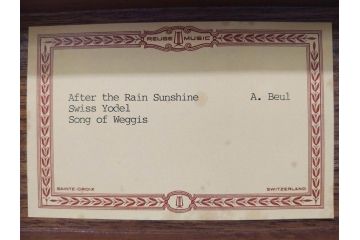 REUGE MUSIC
After the Rain Sunshine A. Beul
Swiss Yodel
Song of Weggis
SAINTE-CROIX SWITZERLAND